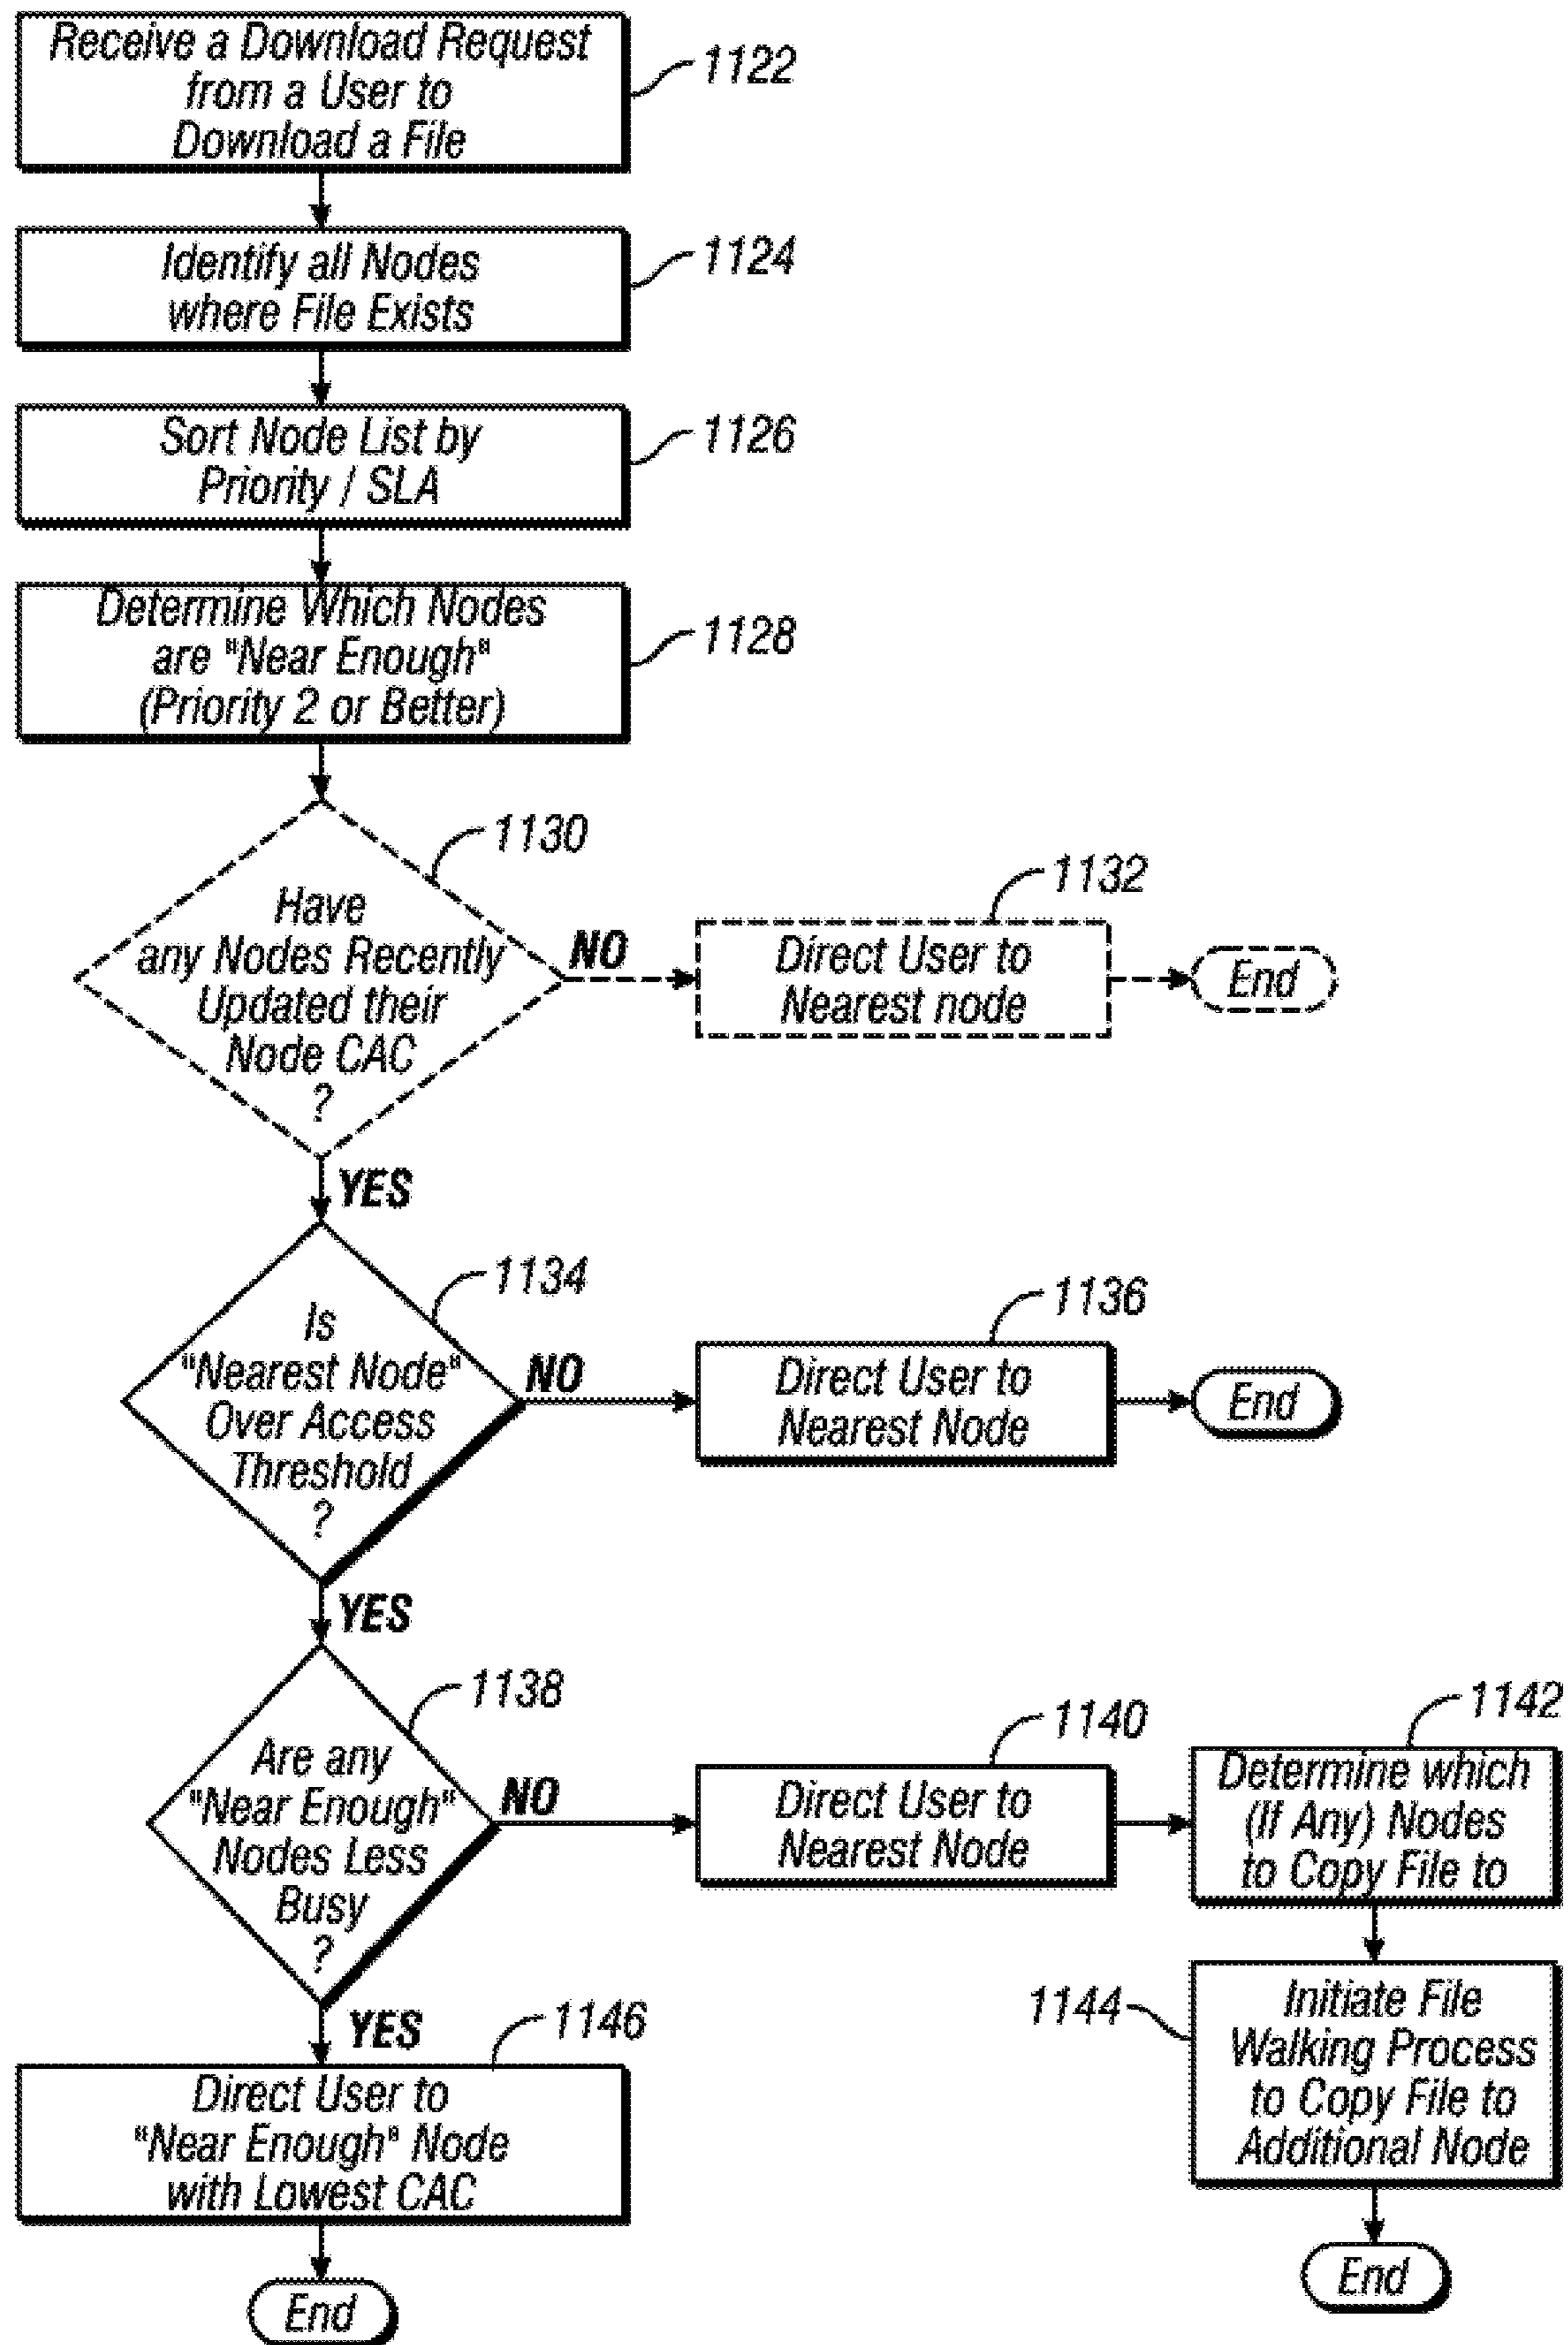 Receive a Download Request
from a User to
Download a File
1122
Identify all Nodes
where File Exists
1124
Sort Node List by
Priority / SLA
1126
Determine Which Nodes
are "Near Enough"
(Priority 2 or Better)
1128
1130
Have
any Nodes Recently
Updated their
Node CAC
?
NO
1132
Direct User to
Nearest node
End
YES
1134
Is
"Nearest Node"
Over Access
Threshold
?
NO
1136
Direct User to
Nearest Node
End
YES
1138
Are any
"Near Enough"
Nodes Less
Busy
?
NO
1140
Direct User to
Nearest Node
1142
Determine which
(If Any) Nodes
to Copy File to
1144
Initiate File
Walking Process
to Copy File to
Additional Node
End
YES
1146
Direct User to
"Near Enough" Node
with Lowest CAC
End